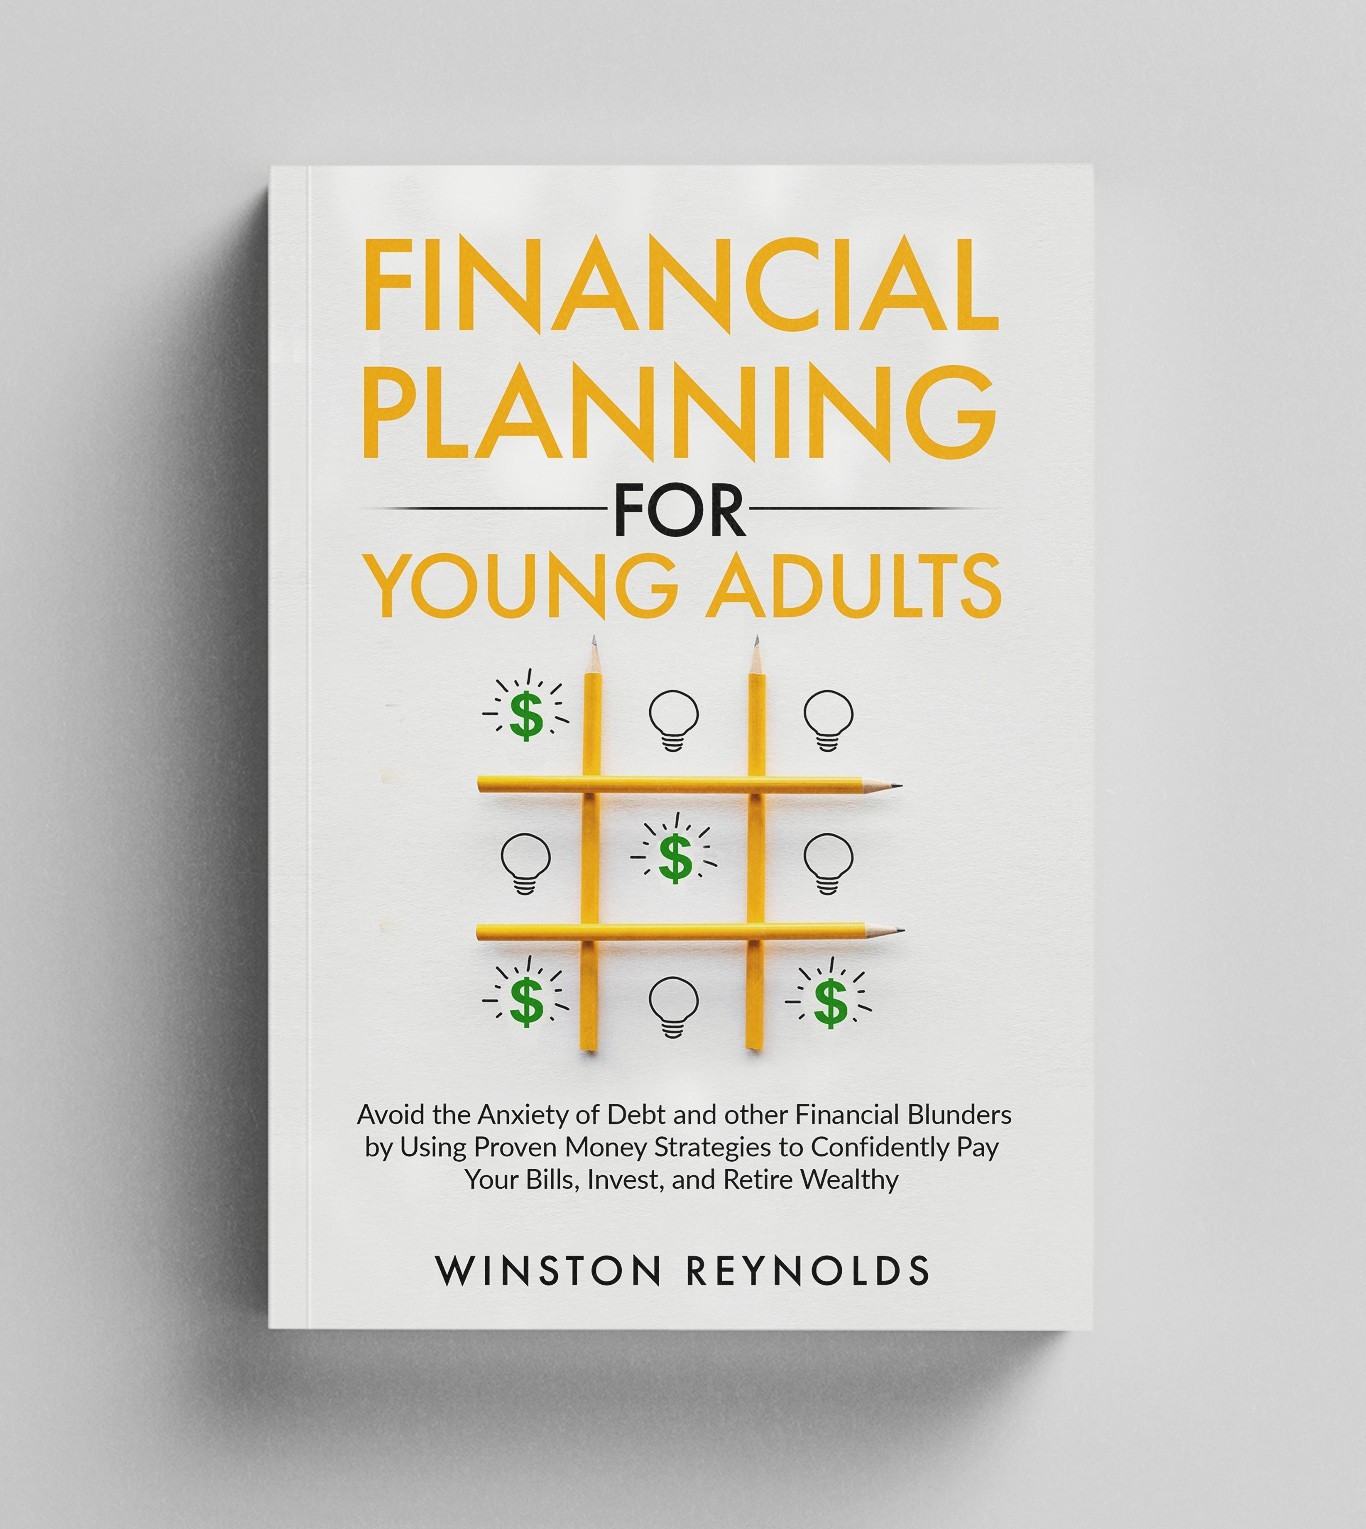 FINANCIAL
PLANNING
FOR
YOUNG ADULTS
$
$
$ $
Avoid the Anxiety of Debt and other Financial Blunders
by Using Proven Money Strategies to Confidently Pay
Your Bills, Invest, and Retire Wealthy
WINSTON REYNOLDS